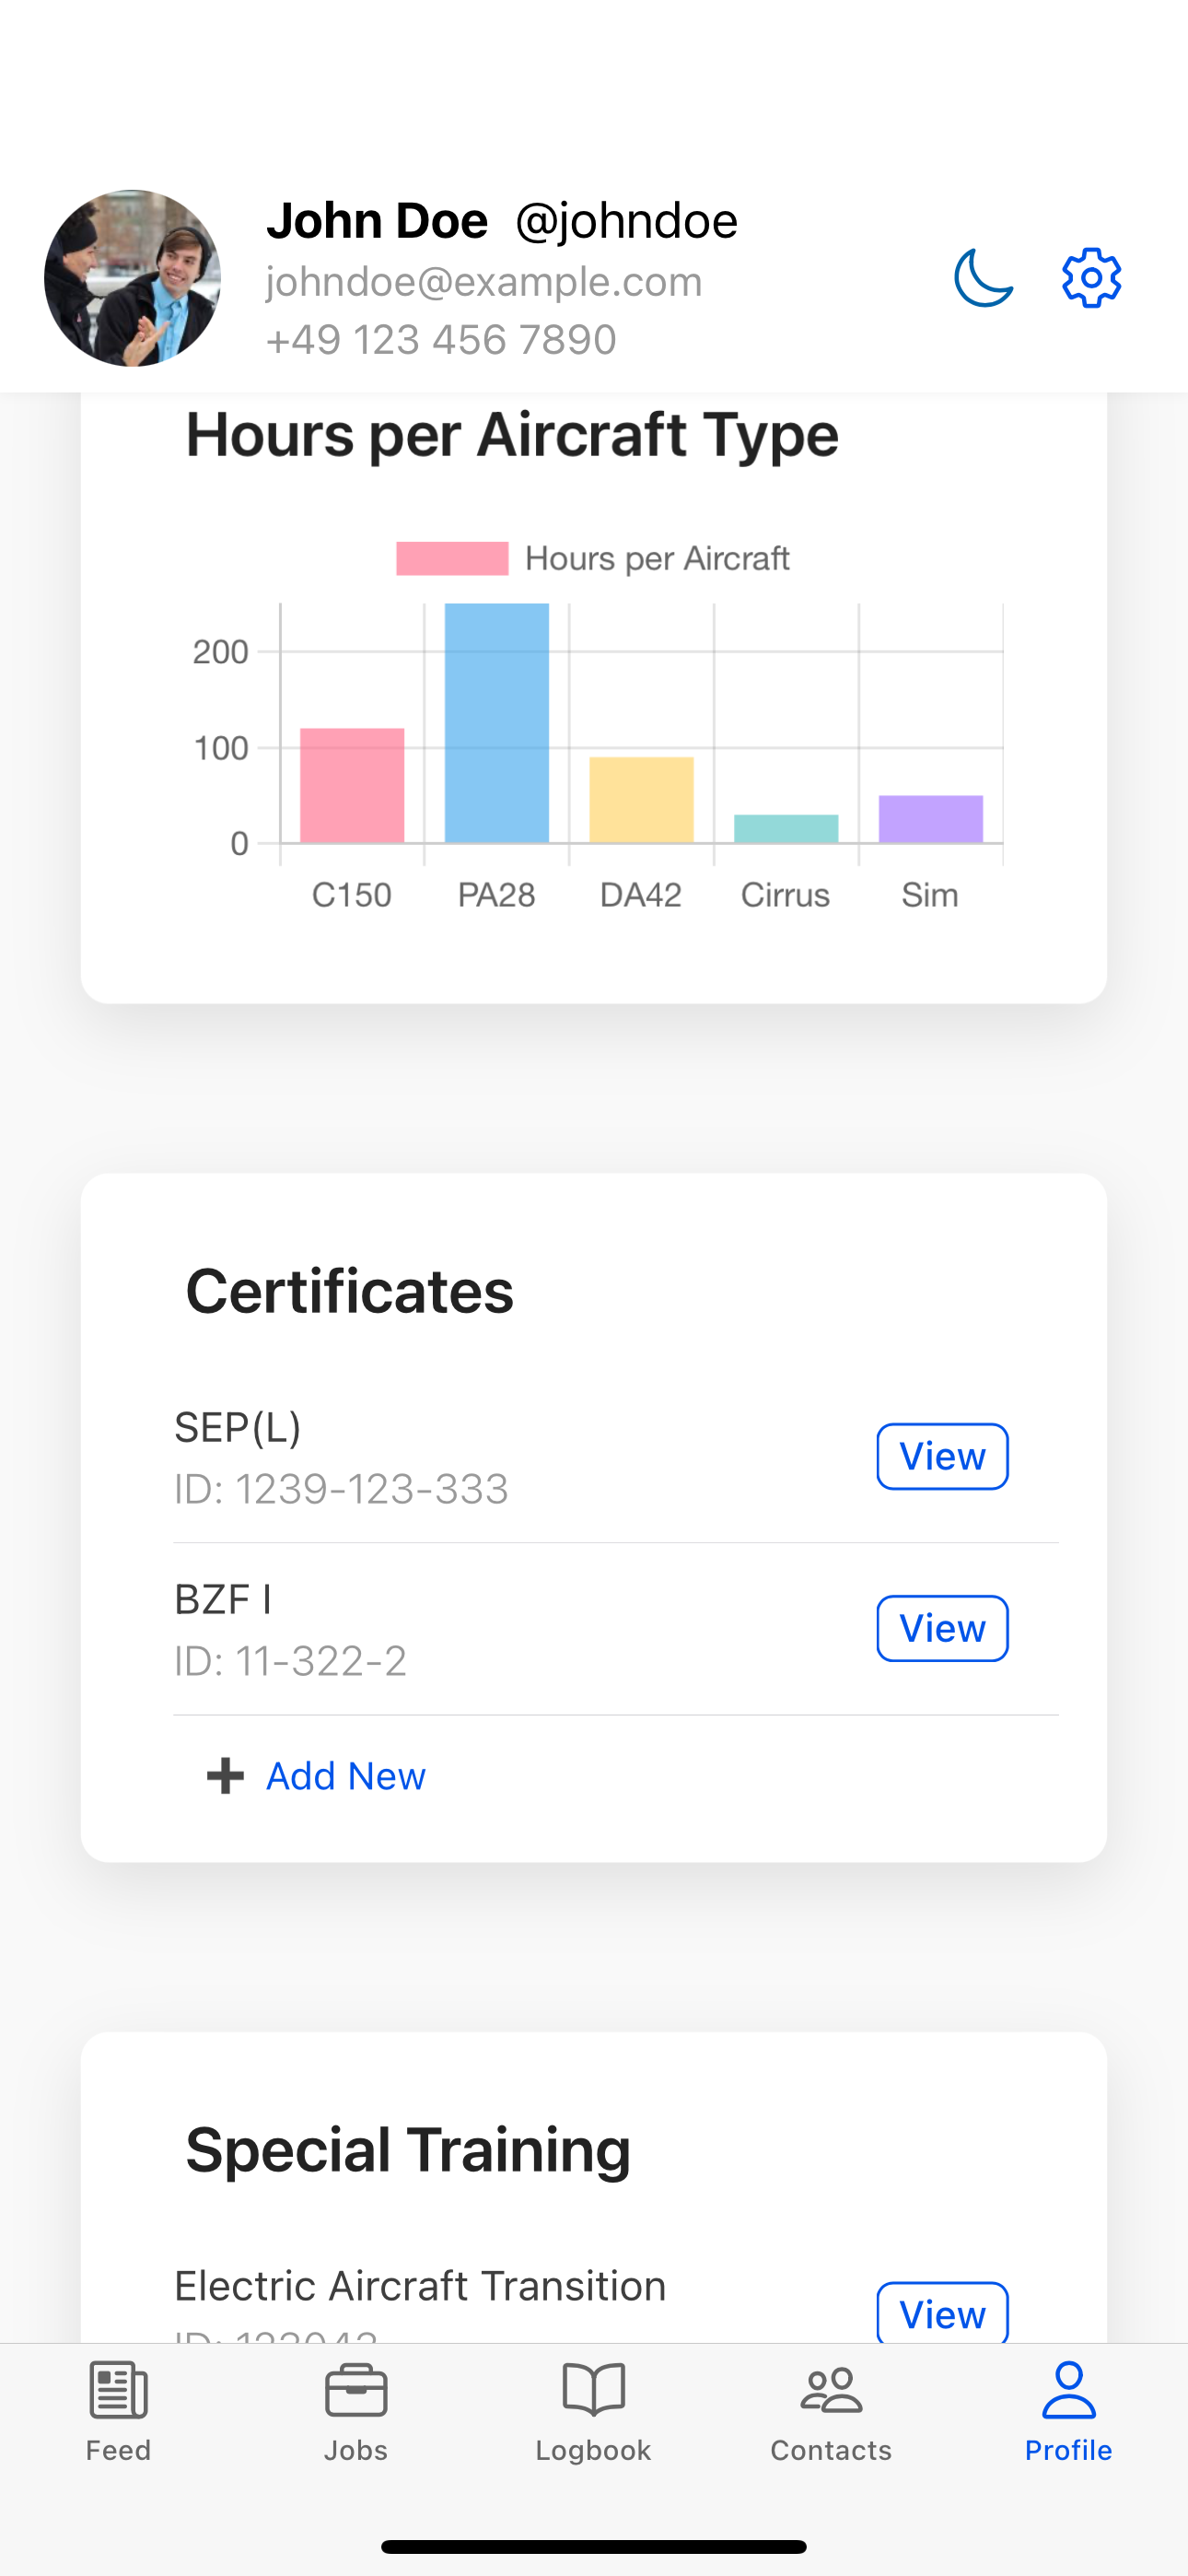 John Doe @johndoe
johndoe@example.com
+49 123 456 7890
Hours per Aircraft Type
Hours per Aircraft
200
100
0
C150 PA28 DA42 Cirrus Sim
Certificates
SEP(L)
ID: 1239-123-333
View
BZF I
ID: 11-322-2
View
Add New
Special Training
Electric Aircraft Transition
View
Feed Jobs Logbook Contacts Profile